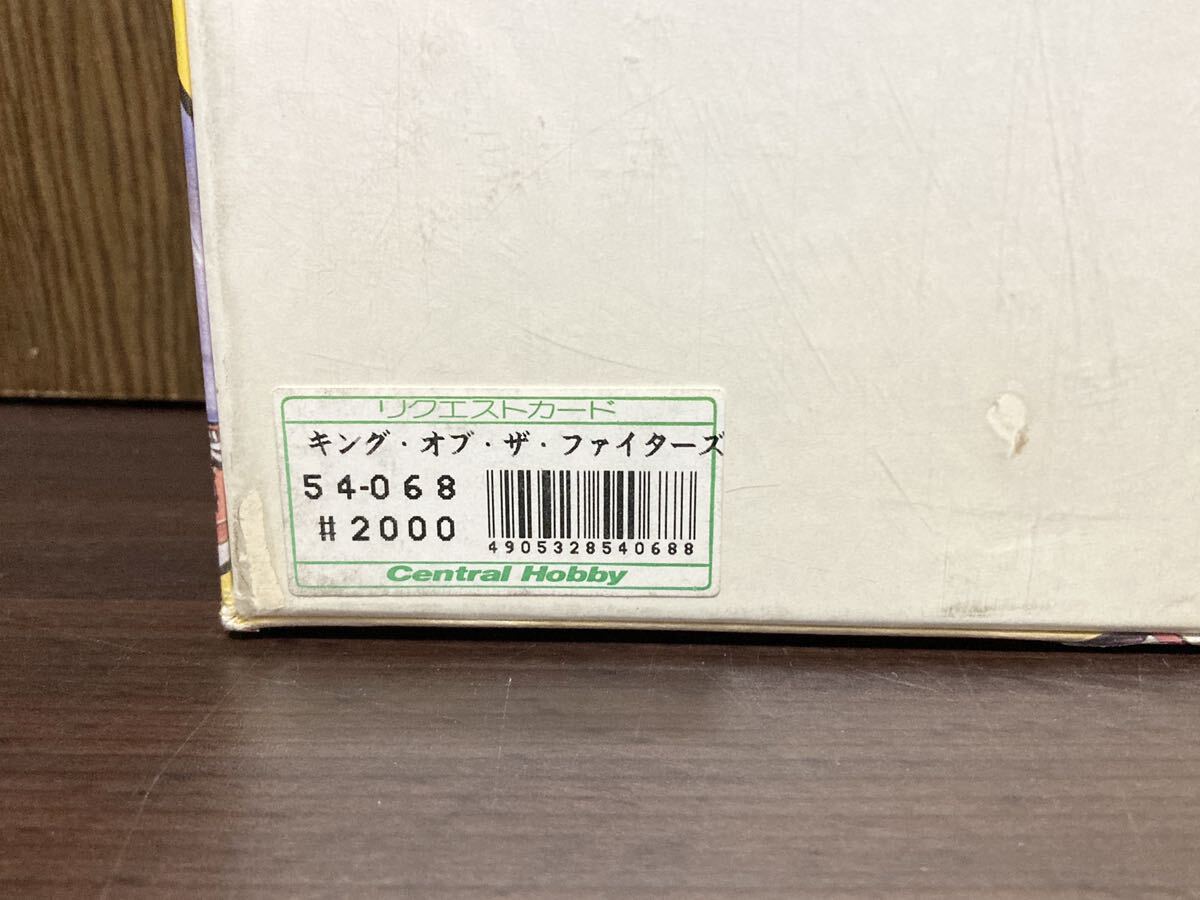 リクエストカード
キング・オブ・ザ・ファイターズ
54-068
#2000
4905328540688
Central Hobby